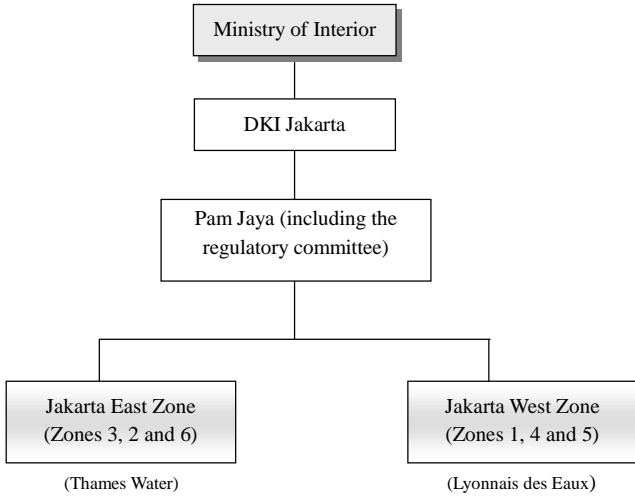 Ministry of Interior
DKI Jakarta
Pam Jaya (including the
regulatory committee)
Jakarta East Zone
(Zones 3, 2 and 6)
(Thames Water)
Jakarta West Zone
(Zones 1, 4 and 5)
(Lyonnais des Eaux)